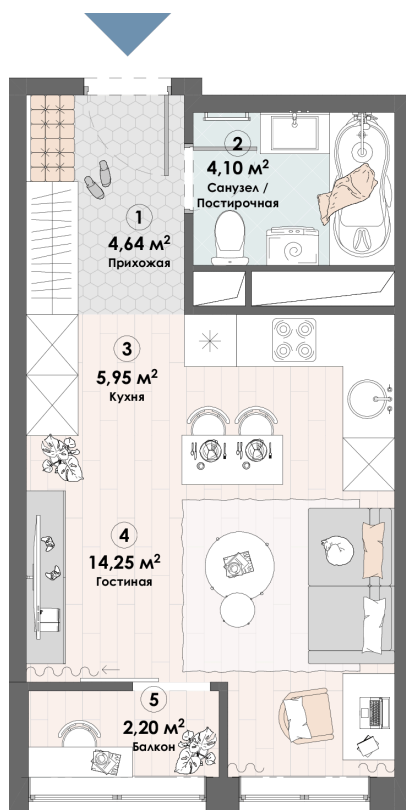 2
4,10 м²
Санузел /
Постирочная
1
4,64 м²
Прихожая
3
5,95 м²
Кухня
4
14,25 м²
Гостиная
5
2,20 м²
Балкон